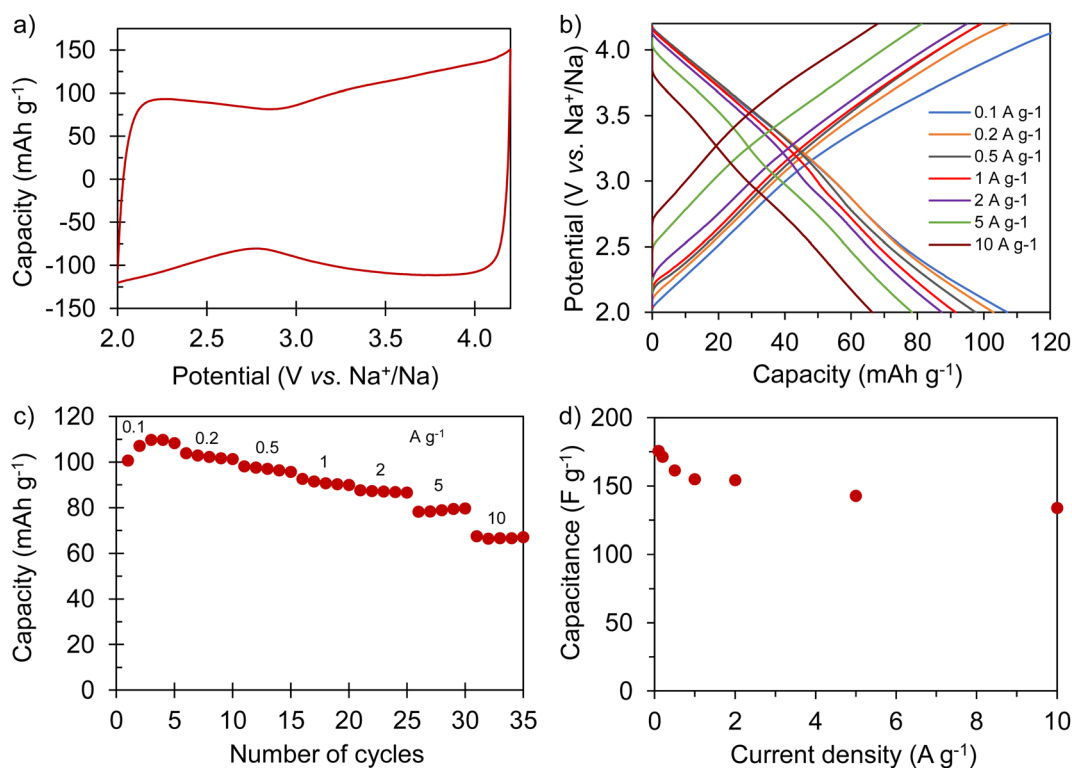 a)
Capacity (mAh g⁻¹)
150
100
50
0
-50
-100
-150
2.0 2.5 3.0 3.5 4.0
Potential (V vs. Na⁺/Na)
b)
Potential (V vs. Na⁺/Na)
4.0
3.5
3.0
2.5
2.0
0 20 40 60 80 100 120
Capacity (mAh g⁻¹)
0.1 A g-1
0.2 A g-1
0.5 A g-1
1 A g-1
2 A g-1
5 A g-1
10 A g-1
c)
Capacity (mAh g⁻¹)
120
100
80
60
40
20
0
0.1
0.2
0.5
1
2
5
10
A g⁻¹
0 5 10 15 20 25 30 35
Number of cycles
d)
Capacitance (F g⁻¹)
200
150
100
50
0
0 2 4 6 8 10
Current density (A g⁻¹)